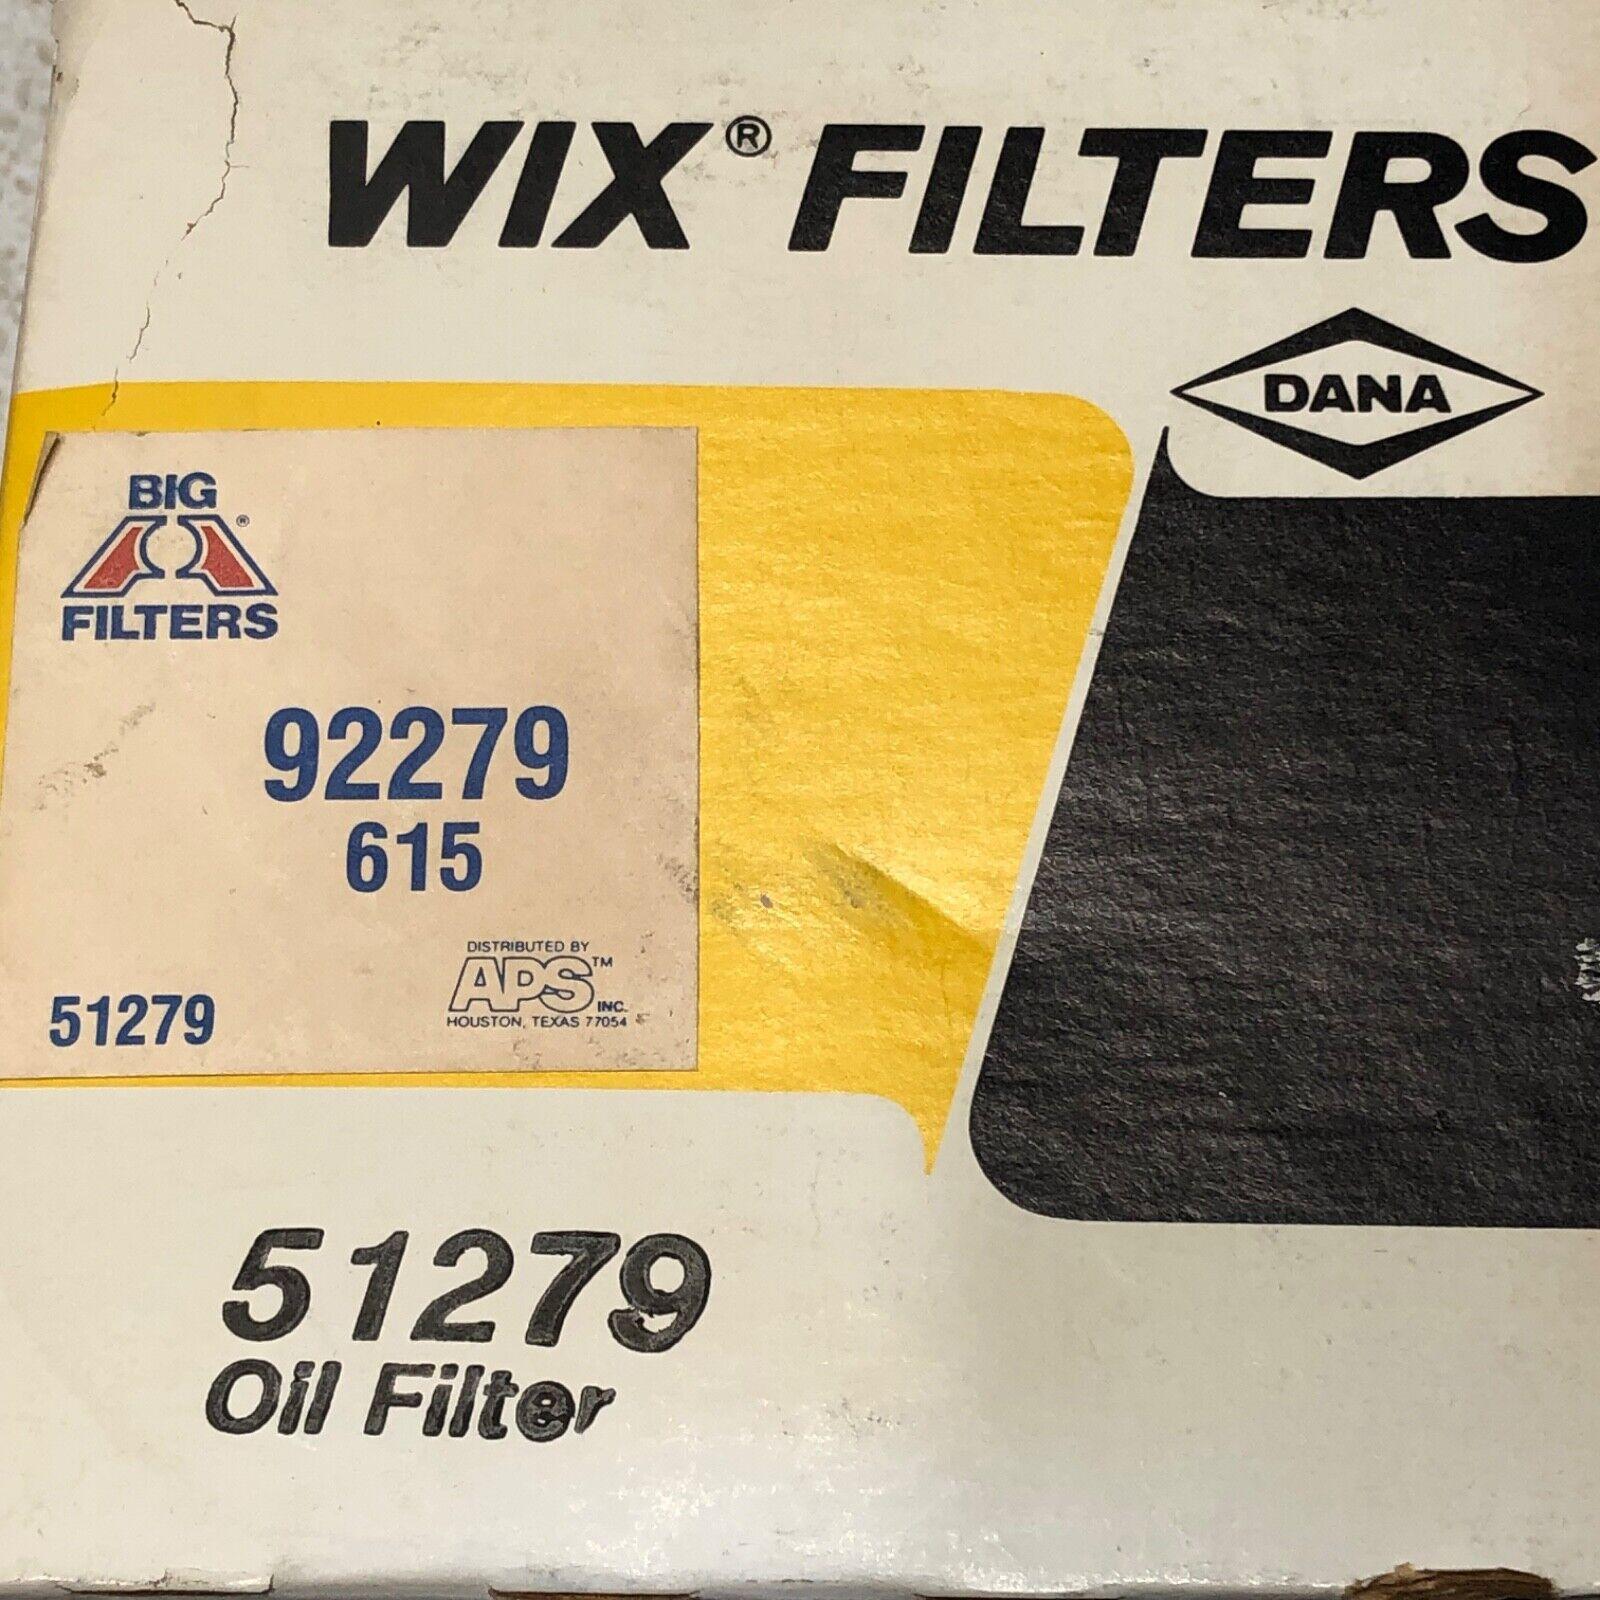 WIX® FILTERS
DANA
BIG
®
FILTERS
92279
615
DISTRIBUTED BY
APS™
INC.
HOUSTON, TEXAS 77054
51279
51279
Oil Filter